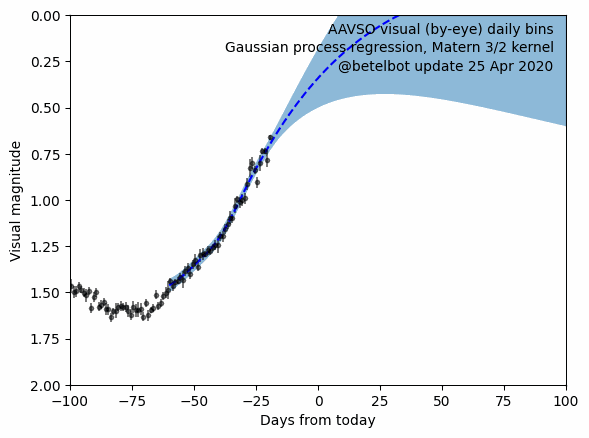 AAVSO visual (by-eye) daily bins
Gaussian process regression, Matern 3/2 kernel
@betelbot update 25 Apr 2020
0.00
0.25
0.50
0.75
1.00
1.25
1.50
1.75
2.00
Visual magnitude
−100 −75 −50 −25 0 25 50 75 100
Days from today